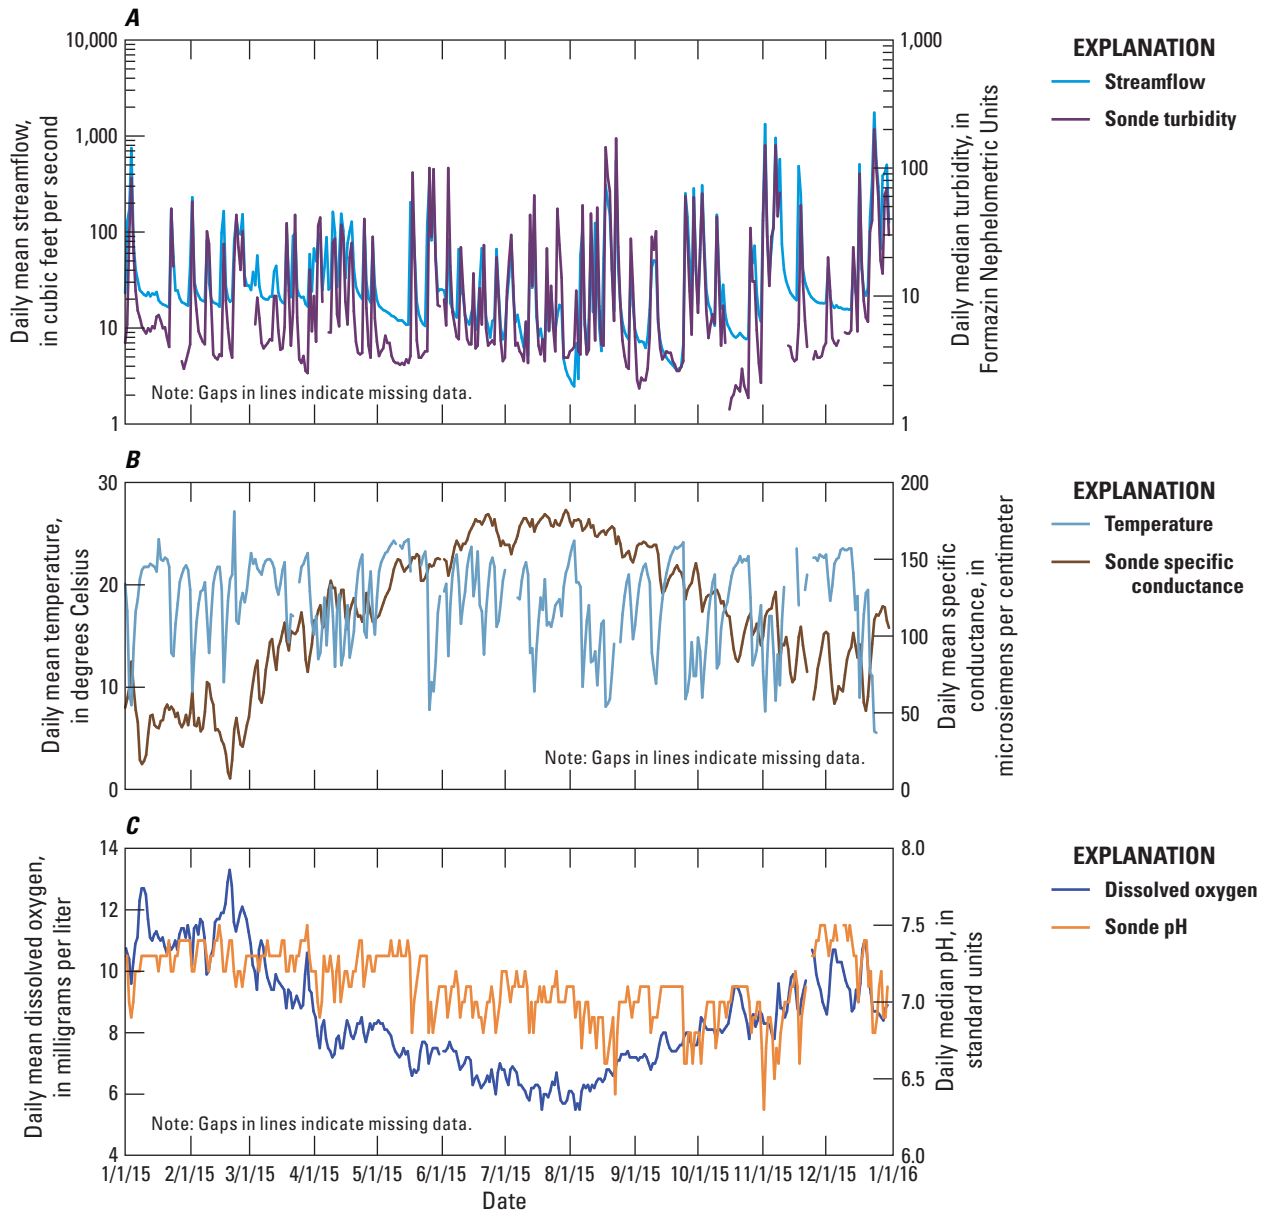 A
10,000
1,000
100
10
1
Daily mean streamflow,
in cubic feet per second
1,000
100
10
1
Daily median turbidity, in
Formazin Nephelometric Units
Note: Gaps in lines indicate missing data.
EXPLANATION
Streamflow
Sonde turbidity
B
30
20
10
0
Daily mean temperature,
in degrees Celsius
200
150
100
50
0
Daily mean specific
conductance, in
microsiemens per centimeter
Note: Gaps in lines indicate missing data.
EXPLANATION
Temperature
Sonde specific
conductance
C
14
12
10
8
6
4
Daily mean dissolved oxygen,
in milligrams per liter
8.0
7.5
7.0
6.5
6.0
Daily median pH, in
standard units
Note: Gaps in lines indicate missing data.
EXPLANATION
Dissolved oxygen
Sonde pH
1/1/15 2/1/15 3/1/15 4/1/15 5/1/15 6/1/15 7/1/15 8/1/15 9/1/15 10/1/15 11/1/15 12/1/15 1/1/16
Date